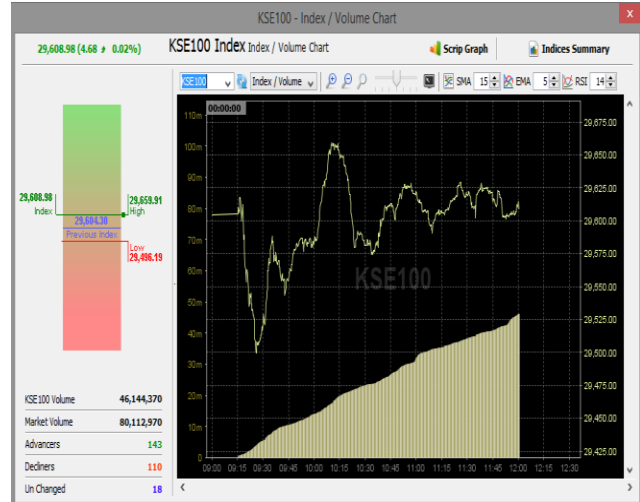 KSE100 - Index / Volume Chart
x
29,608.98 (4.68 0.02%)
KSE100 Index Index / Volume Chart
Scrip Graph
Indices Summary
KSE100
Index / Volume
SMA 15
EMA 5
RSI 14
00:00:00
110m
100m
90m
80m
70m
60m
50m
40m
30m
20m
10m
0
29,675.00
29,650.00
29,625.00
29,600.00
29,575.00
29,550.00
29,525.00
29,500.00
29,475.00
29,450.00
29,425.00
KSE100
09:00 09:15 09:30 09:45 10:00 10:15 10:30 10:45 11:00 11:15 11:30 11:45 12:00 12:15 12:30
29,608.98
Index
29,659.91
High
29,604.30
Previous Index
Low
29,496.19
KSE100 Volume 46,144,370
Market Volume 80,112,970
Advancers 143
Decliners 110
Un Changed 18